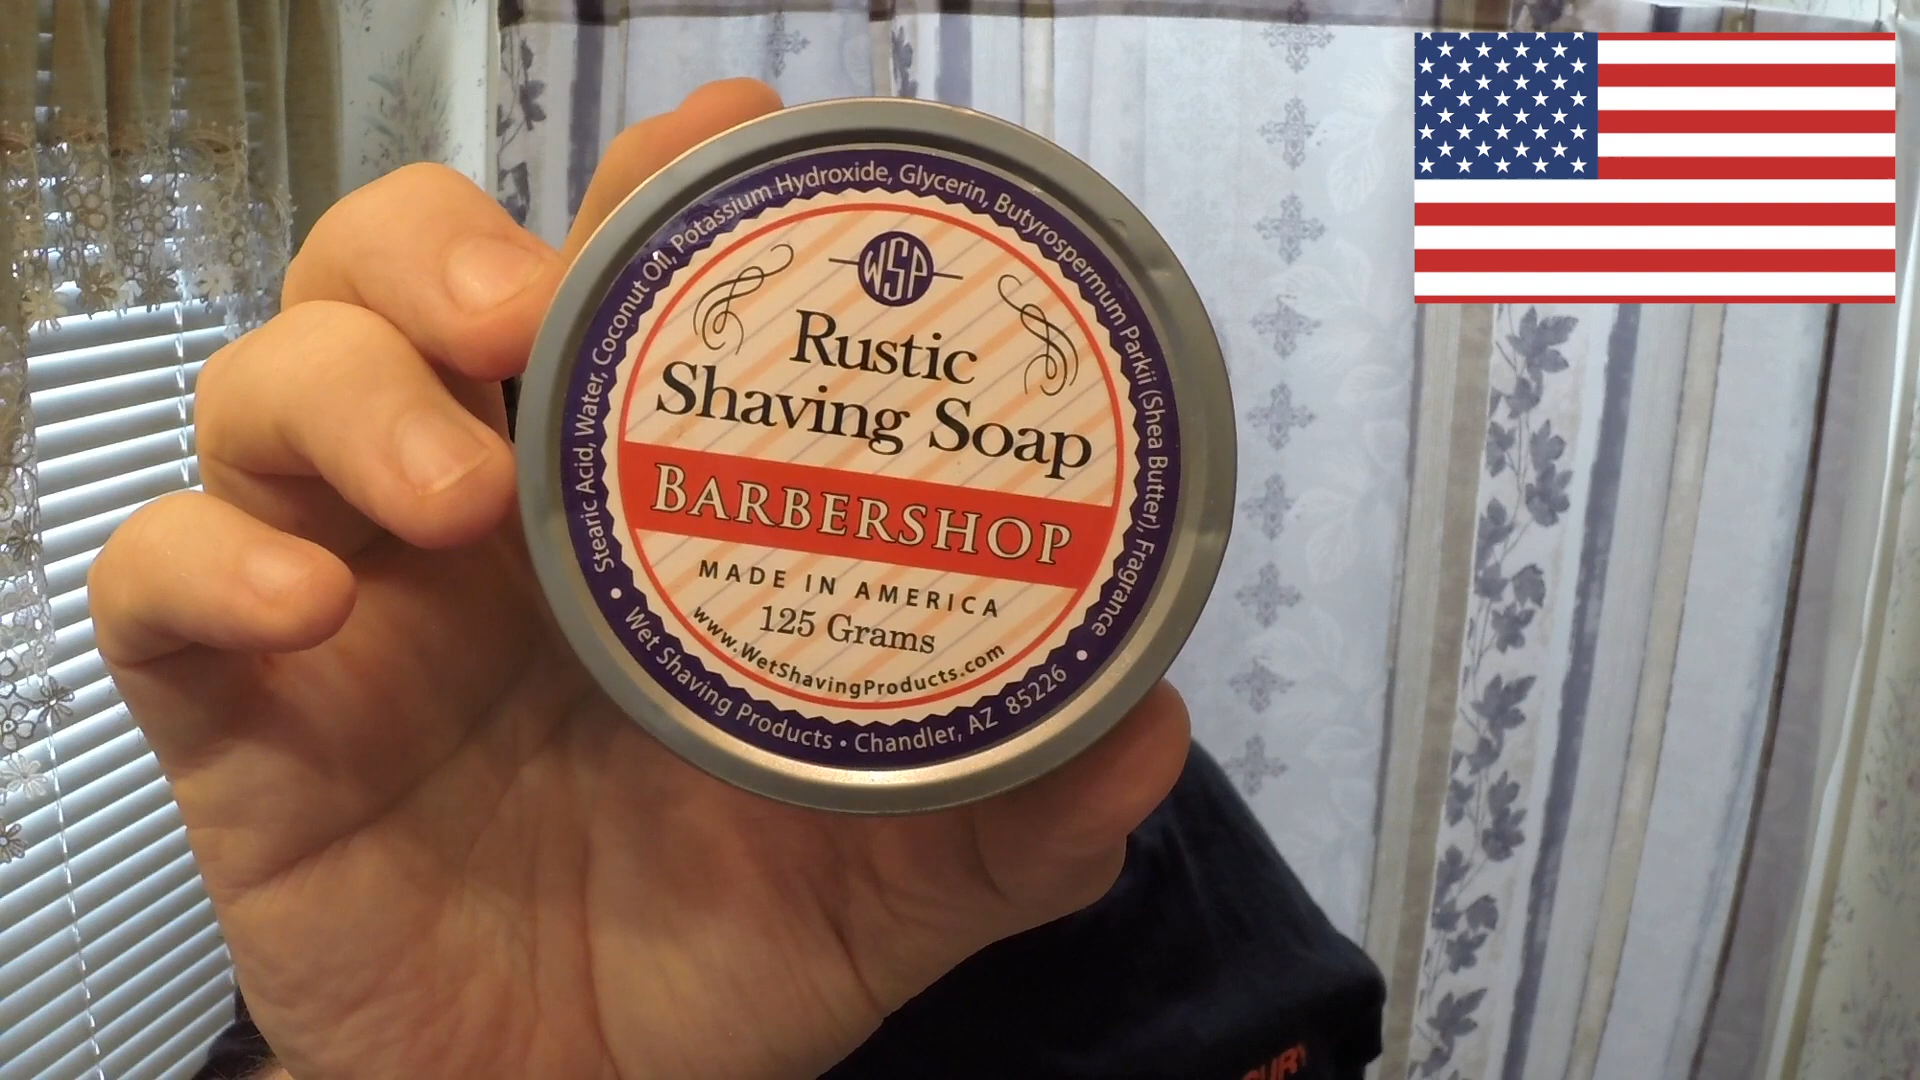 Stearic Acid, Water, Coconut Oil, Potassium Hydroxide, Glycerin, Butyrospermum Parkii (Shea Butter), Fragrance
WSP
Rustic
Shaving Soap
BARBERSHOP
MADE IN AMERICA
125 Grams
www.WetShavingProducts.com
• Wet Shaving Products • Chandler, AZ 85226 •